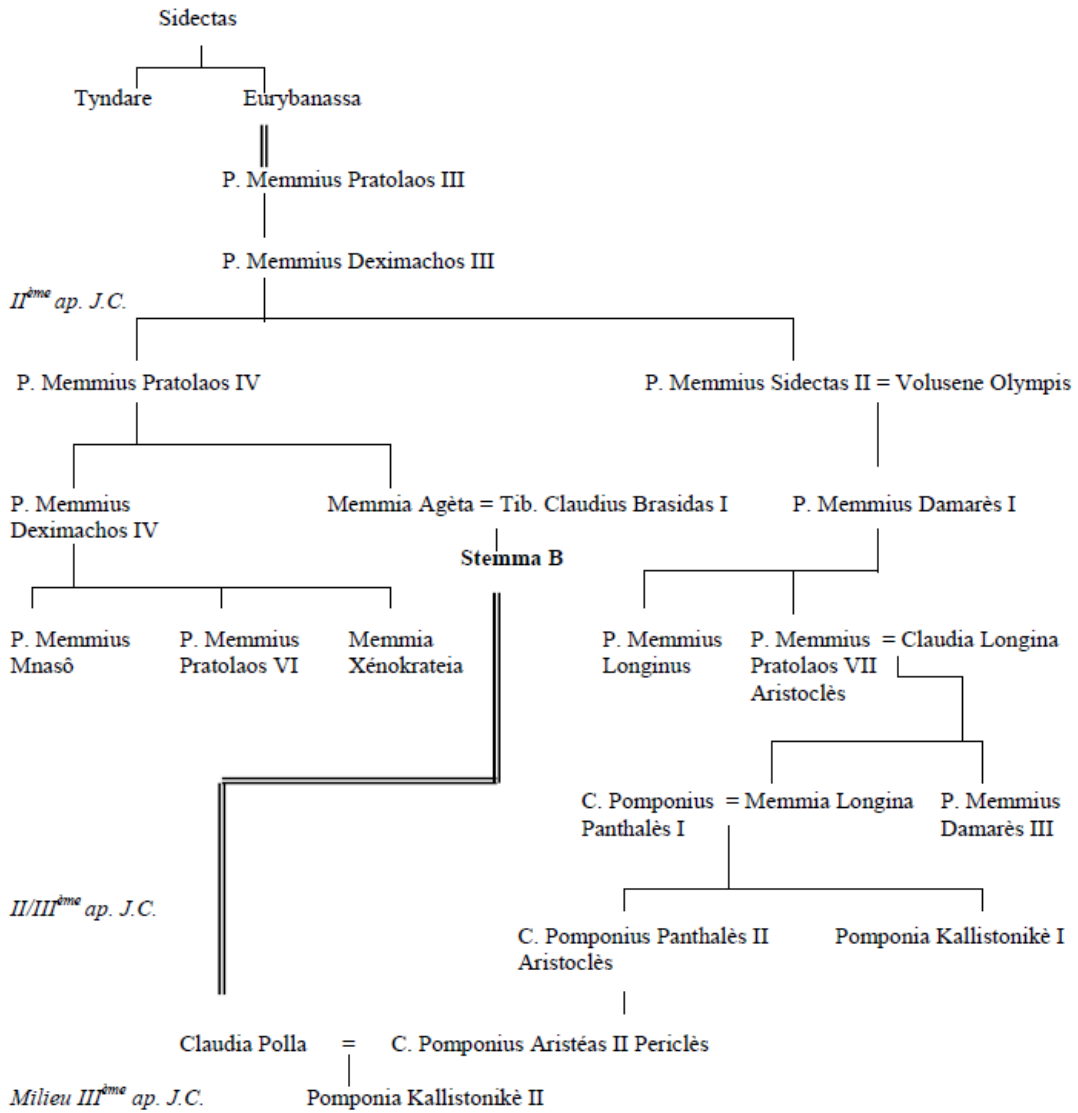 Sidectas
Tyndare Eurybanassa
P. Memmius Pratolaos III
P. Memmius Deximachos III
IIème ap. J.C.
P. Memmius Pratolaos IV P. Memmius Sidectas II = Volusene Olympis
P. Memmius
Deximachos IV
Memmia Agèta = Tib. Claudius Brasidas I
P. Memmius Damarès I
Stemma B
P. Memmius
Mnasô
P. Memmius
Pratolaos VI
Memmia
Xénokrateia
P. Memmius
Longinus
P. Memmius = Claudia Longina
Pratolaos VII
Aristoclès
C. Pomponius = Memmia Longina
Panthalès I
P. Memmius
Damarès III
II/IIIème ap. J.C.
C. Pomponius Panthalès II
Aristoclès
Pomponia Kallistonikè I
Claudia Polla = C. Pomponius Aristéas II Periclès
Milieu IIIème ap. J.C. Pomponia Kallistonikè II